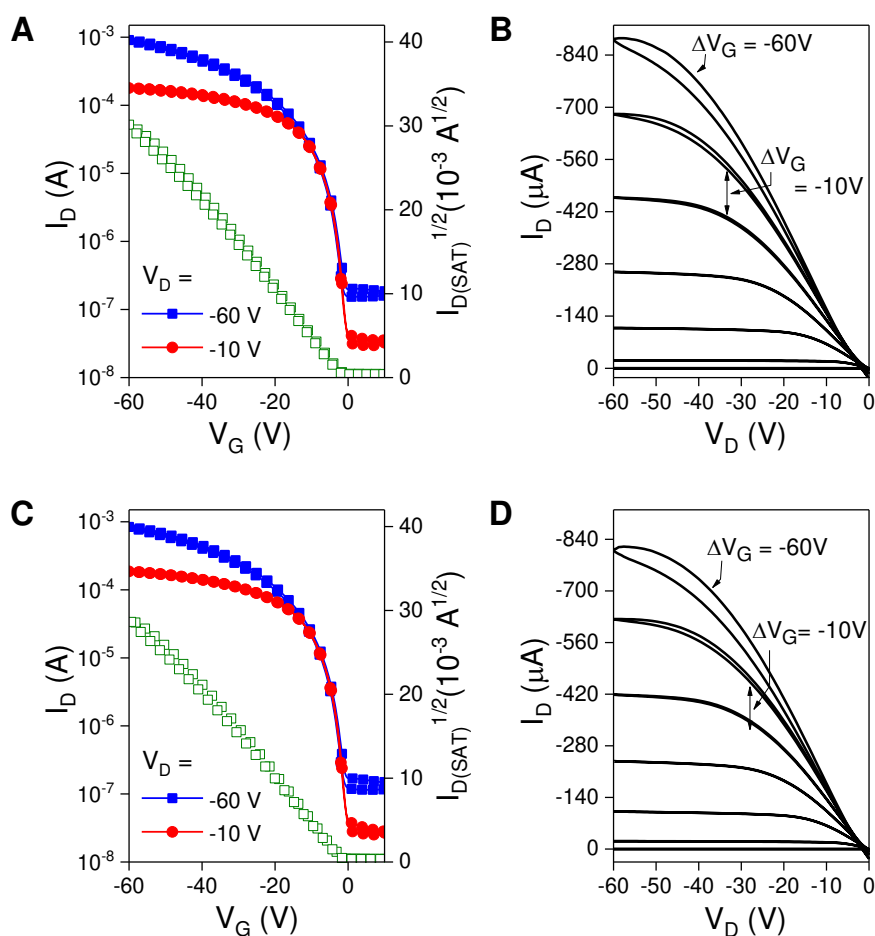 A
I_D (A)
10⁻³
10⁻⁴
10⁻⁵
10⁻⁶
10⁻⁷
10⁻⁸
V_D =
-60 V
-10 V
40
30
20
10
0
I_D(SAT)^1/2 (10⁻³ A^1/2)
-60 -40 -20 0
V_G (V)
B
I_D (μA)
-840
-700
-560
-420
-280
-140
0
ΔV_G = -60V
ΔV_G
= -10V
-60 -50 -40 -30 -20 -10 0
V_D (V)
C
I_D (A)
10⁻³
10⁻⁴
10⁻⁵
10⁻⁶
10⁻⁷
10⁻⁸
V_D =
-60 V
-10 V
40
30
20
10
0
I_D(SAT)^1/2 (10⁻³ A^1/2)
-60 -40 -20 0
V_G (V)
D
I_D (μA)
-840
-700
-560
-420
-280
-140
0
ΔV_G = -60V
ΔV_G = -10V
-60 -50 -40 -30 -20 -10 0
V_D (V)